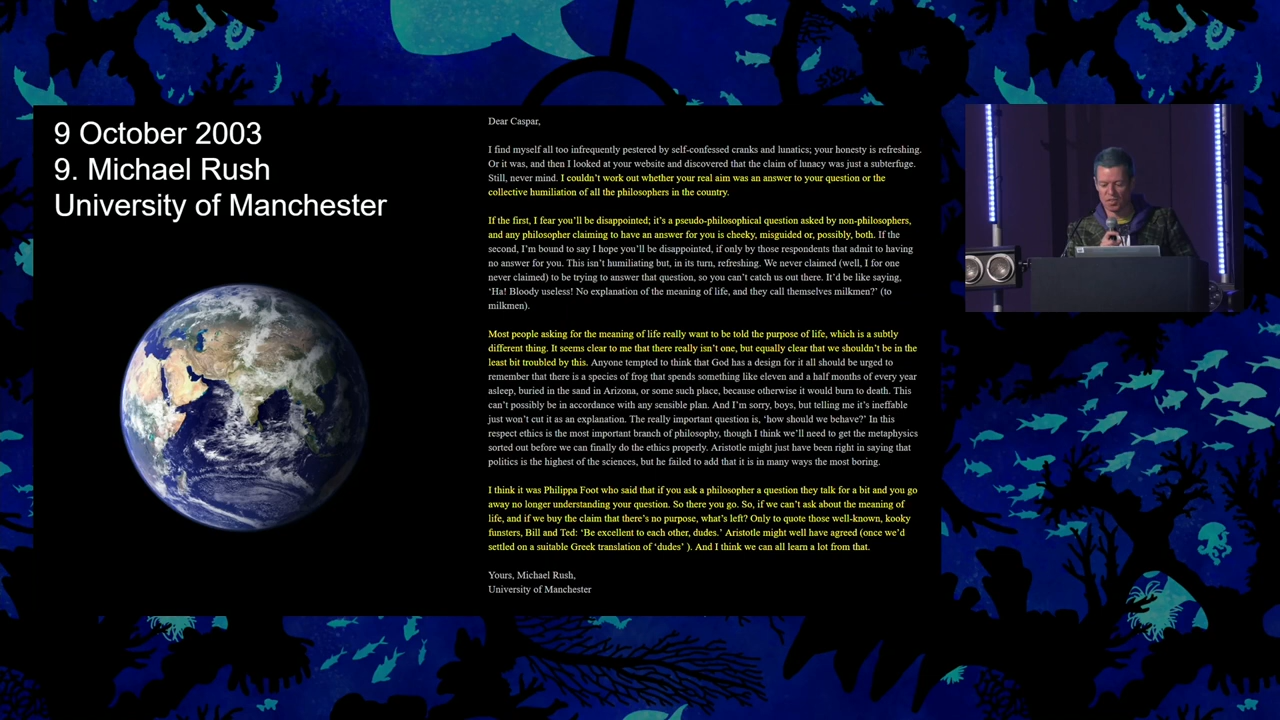 9 October 2003
9. Michael Rush
University of Manchester
Dear Caspar,
I find myself all too infrequently pestered by self-confessed cranks and lunatics; your honesty is refreshing.
Or it was, and then I looked at your website and discovered that the claim of lunacy was just a subterfuge.
Still, never mind. I couldn't work out whether your real aim was an answer to your question or the
collective humiliation of all the philosophers in the country.
If the first, I fear you'll be disappointed; it's a pseudo-philosophical question asked by non-philosophers,
and any philosopher claiming to have an answer for you is cheeky, misguided or, possibly, both. If the
second, I'm bound to say I hope you'll be disappointed, if only by those respondents that admit to having
no answer for you. This isn't humiliating but, in its turn, refreshing. We never claimed (well, I for one
never claimed) to be trying to answer that question, so you can't catch us out there. It'd be like saying,
'Ha! Bloody useless! No explanation of the meaning of life, and they call themselves milkmen?' (to
milkmen).
Most people asking for the meaning of life really want to be told the purpose of life, which is a subtly
different thing. It seems clear to me that there really isn't one, but equally clear that we shouldn't be in the
least bit troubled by this. Anyone tempted to think that God has a design for it all should be urged to
remember that there is a species of frog that spends something like eleven and a half months of every year
asleep, buried in the sand in Arizona, or some such place, because otherwise it would burn to death. This
can't possibly be in accordance with any sensible plan. And I'm sorry, boys, but telling me it's ineffable
just won't cut it as an explanation. The really important question is, 'how should we behave?' In this
respect ethics is the most important branch of philosophy, though I think we'll need to get the metaphysics
sorted out before we can finally do the ethics properly. Aristotle might just have been right in saying that
politics is the highest of the sciences, but he failed to add that it is in many ways the most boring.
I think it was Philippa Foot who said that if you ask a philosopher a question they talk for a bit and you go
away no longer understanding your question. So there you go. So, if we can't ask about the meaning of
life, and if we buy the claim that there's no purpose, what's left? Only to quote those well-known, kooky
funsters, Bill and Ted: 'Be excellent to each other, dudes.' Aristotle might well have agreed (once we'd
settled on a suitable Greek translation of 'dudes' ). And I think we can all learn a lot from that.
Yours, Michael Rush,
University of Manchester